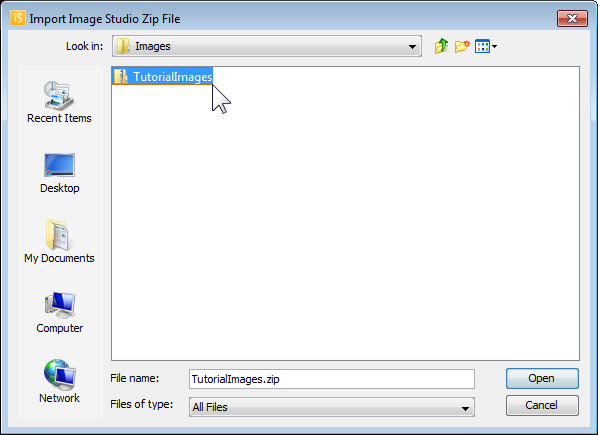 iS Import Image Studio Zip File
Look in: Images
TutorialImages
Recent Items
Desktop
My Documents
Computer
Network
File name: TutorialImages.zip Open
Files of type: All Files Cancel